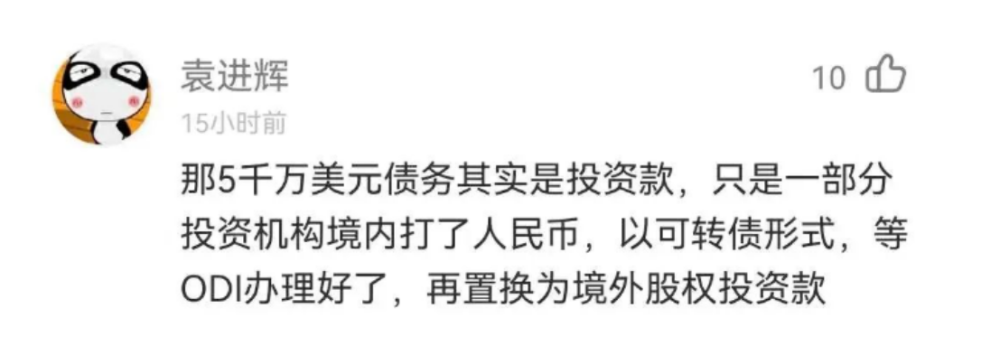 袁进辉
10
15小时前
那5千万美元债务其实是投资款，只是一部分
投资机构境内打了人民币，以可转债形式，等
ODI办理好了，再置换为境外股权投资款